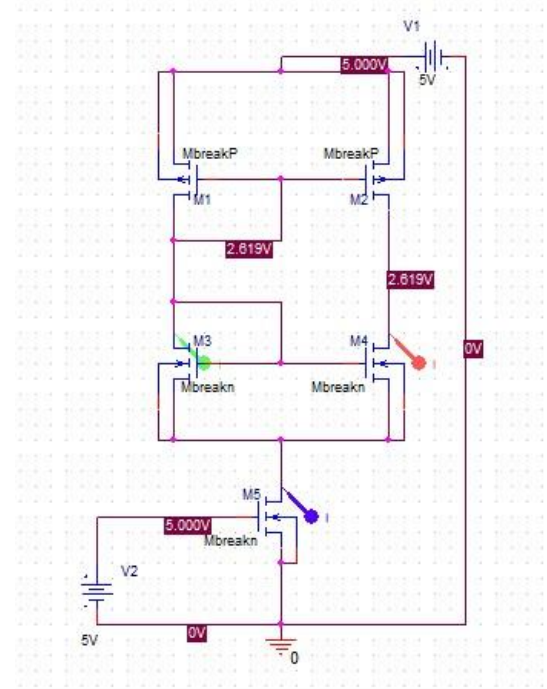 V1
5.000V
5V
MbreakP
MbreakP
M1
M2
2.619V
2.619V
M3
M4
0V
Mbreakn
Mbreakn
I
M5
5.000V
I
Mbreakn
V2
5V
0V
0